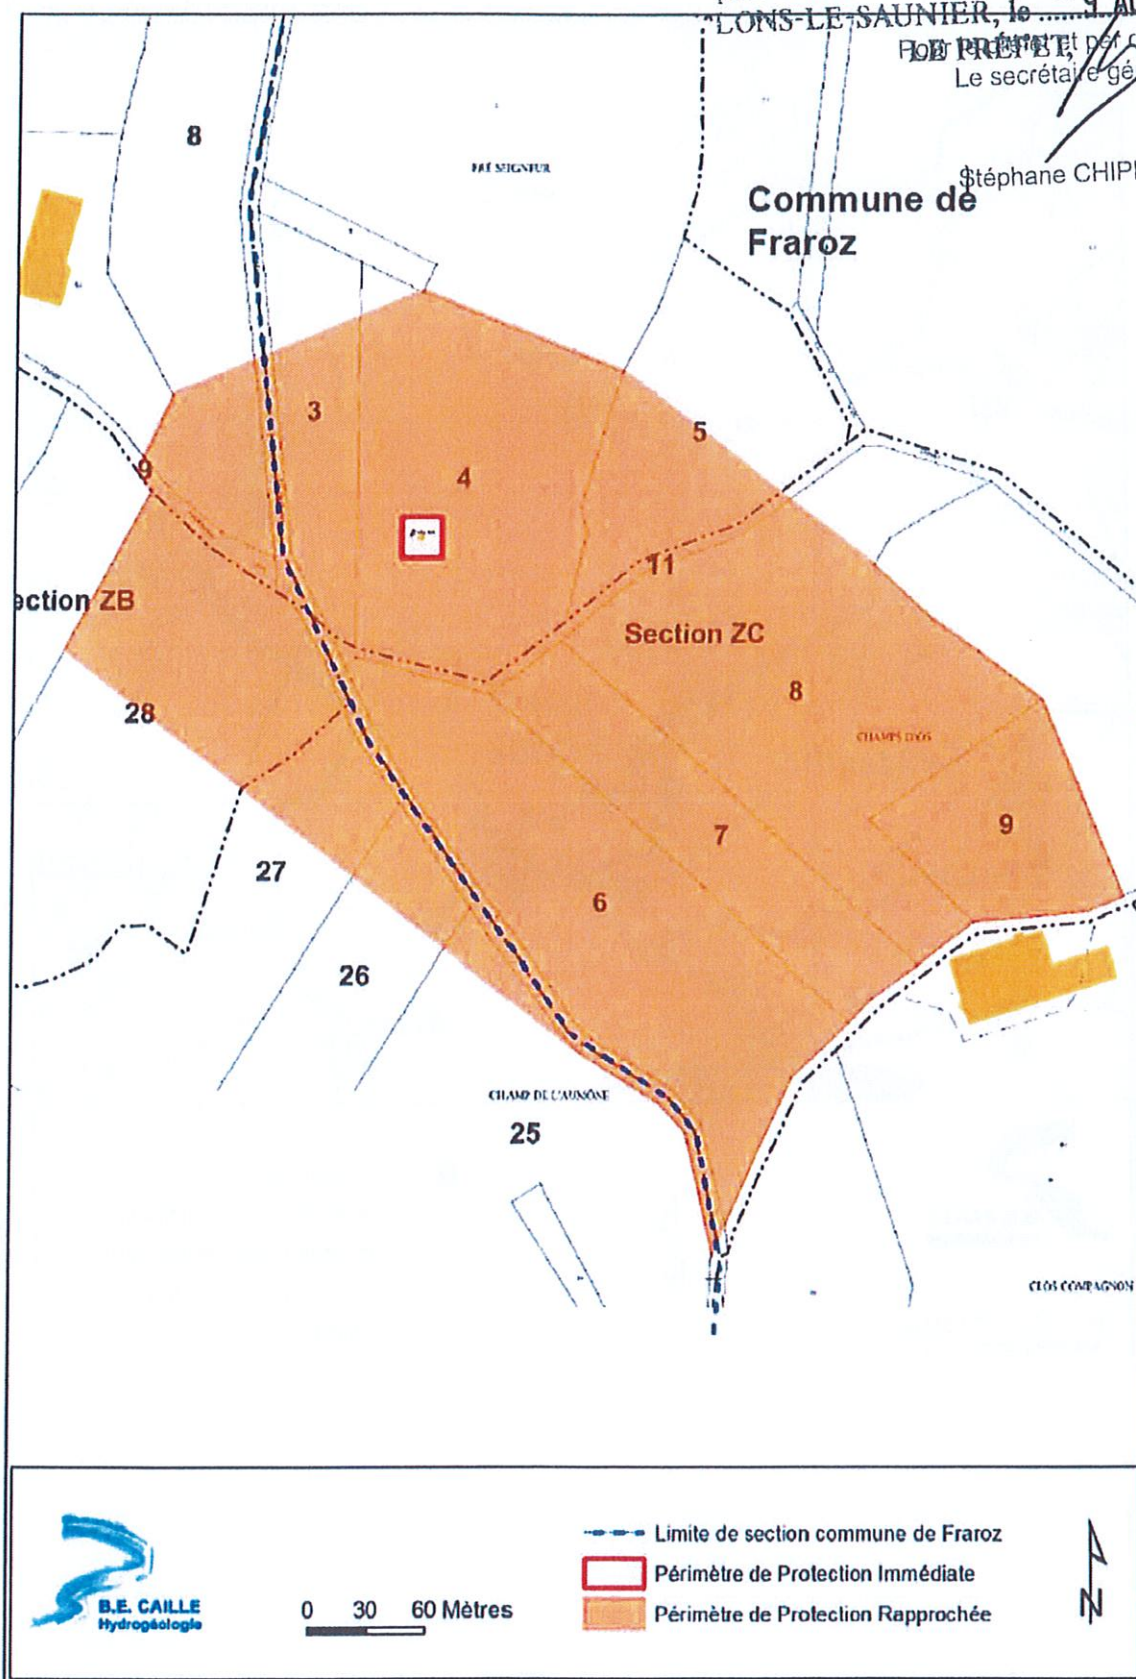 LONS-LE-SAUNIER, le
LE PRÉFET,
Le secrétaire gé
Stéphane CHIP
8
PRÉ SEIGNEUR
Commune de
Fraroz
3
5
9
4
11
ection ZB
Section ZC
8
28
CHAMPS D'OS
7
9
27
6
26
CHAMP DE L'AUMÔNE
25
CLOS COMPAGNON
Limite de section commune de Fraroz
Périmètre de Protection Immédiate
B.E. CAILLE
Hydrogéologie
0 30 60 Mètres
Périmètre de Protection Rapprochée
N